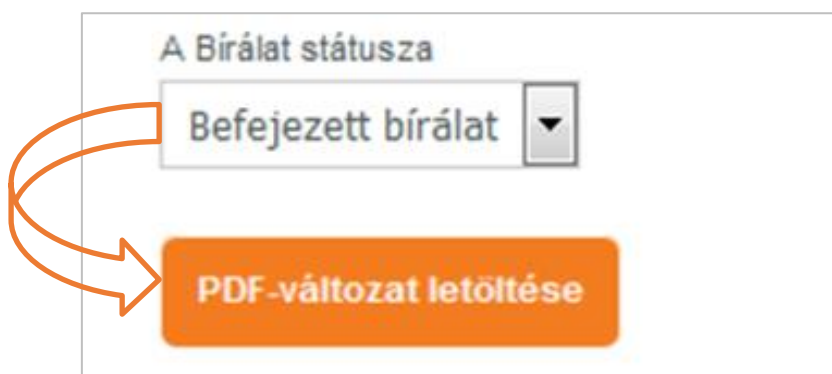 A Bírálat státusza
Befejezett bírálat
PDF-változat letöltése